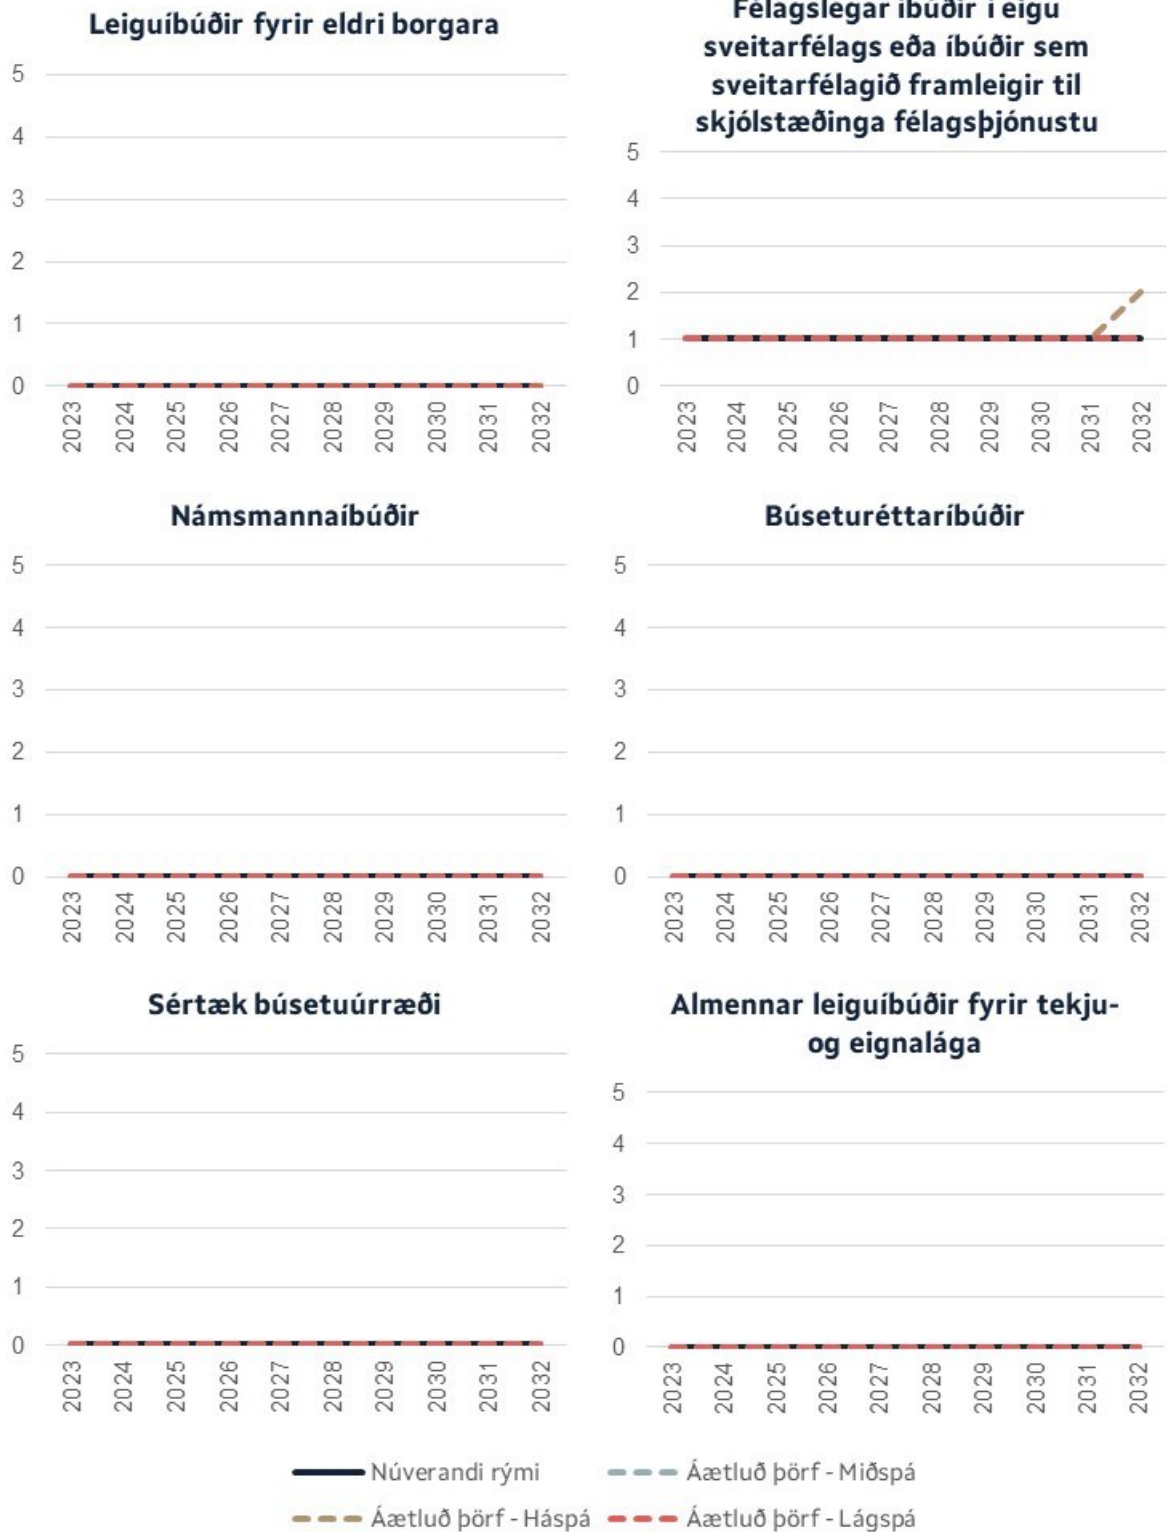 Leiguíbúðir fyrir eldri borgara
5
4
3
2
1
0
2023 2024 2025 2026 2027 2028 2029 2030 2031 2032
Félagslegar íbúðir í eigu
sveitarfélags eða íbúðir sem
sveitarfélagið framleigir til
skjólstæðinga félagsþjónustu
5
4
3
2
1
0
2023 2024 2025 2026 2027 2028 2029 2030 2031 2032
Námsmannaíbúðir
5
4
3
2
1
0
2023 2024 2025 2026 2027 2028 2029 2030 2031 2032
Búseturéttaríbúðir
5
4
3
2
1
0
2023 2024 2025 2026 2027 2028 2029 2030 2031 2032
Sértæk búsetuúrræði
5
4
3
2
1
0
2023 2024 2025 2026 2027 2028 2029 2030 2031 2032
Almennar leiguíbúðir fyrir tekju-
og eignalága
5
4
3
2
1
0
2023 2024 2025 2026 2027 2028 2029 2030 2031 2032
Núverandi rými
Áætluð þörf - Miðspá
Áætluð þörf - Háspá
Áætluð þörf - Lágspá